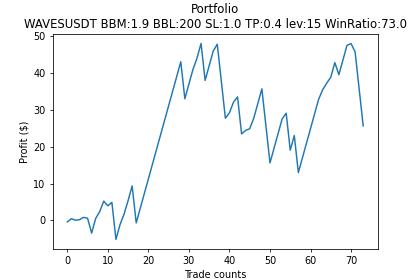 Portfolio
WAVESUSDT BBM:1.9 BBL:200 SL:1.0 TP:0.4 lev:15 WinRatio:73.0
50
40
30
20
10
0
Profit ($)
0 10 20 30 40 50 60 70
Trade counts